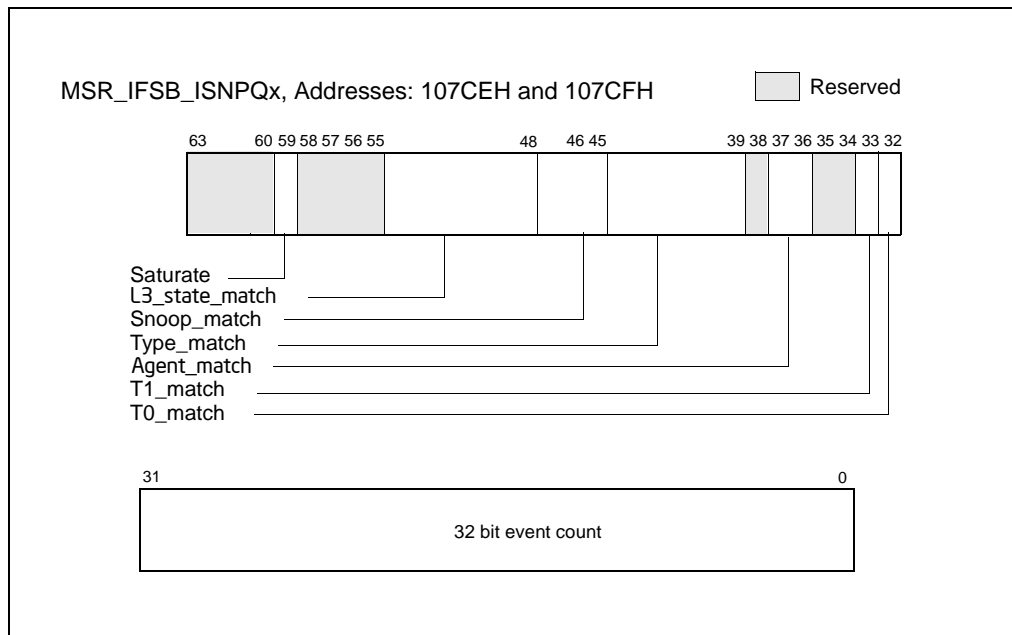 MSR_IFSB_ISNPQx, Addresses: 107CEH and 107CFH
Reserved
63 60 59 58 57 56 55 48 46 45 39 38 37 36 35 34 33 32
Saturate
L3_state_match
Snoop_match
Type_match
Agent_match
T1_match
T0_match
31 0
32 bit event count